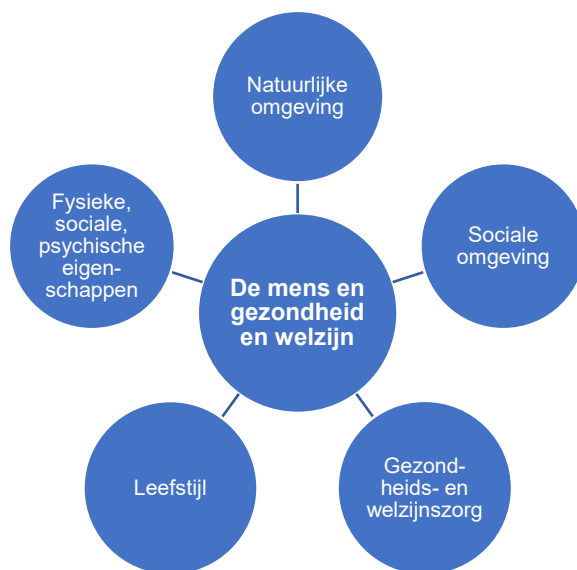 Natuurlijke
omgeving
Fysieke,
sociale,
psychische
eigen-
schappen
Sociale
omgeving
De mens en
gezondheid
en welzijn
Leefstijl
Gezond-
heids- en
welzijnszorg